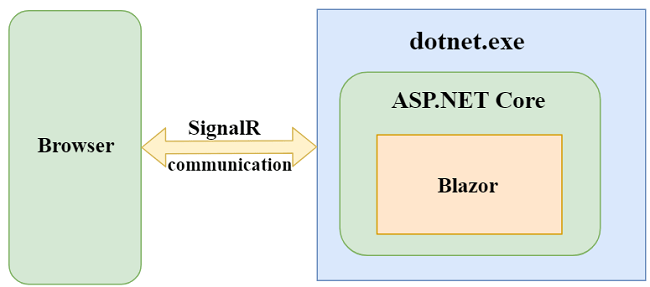 dotnet.exe
ASP.NET Core
SignalR
Browser
communication
Blazor